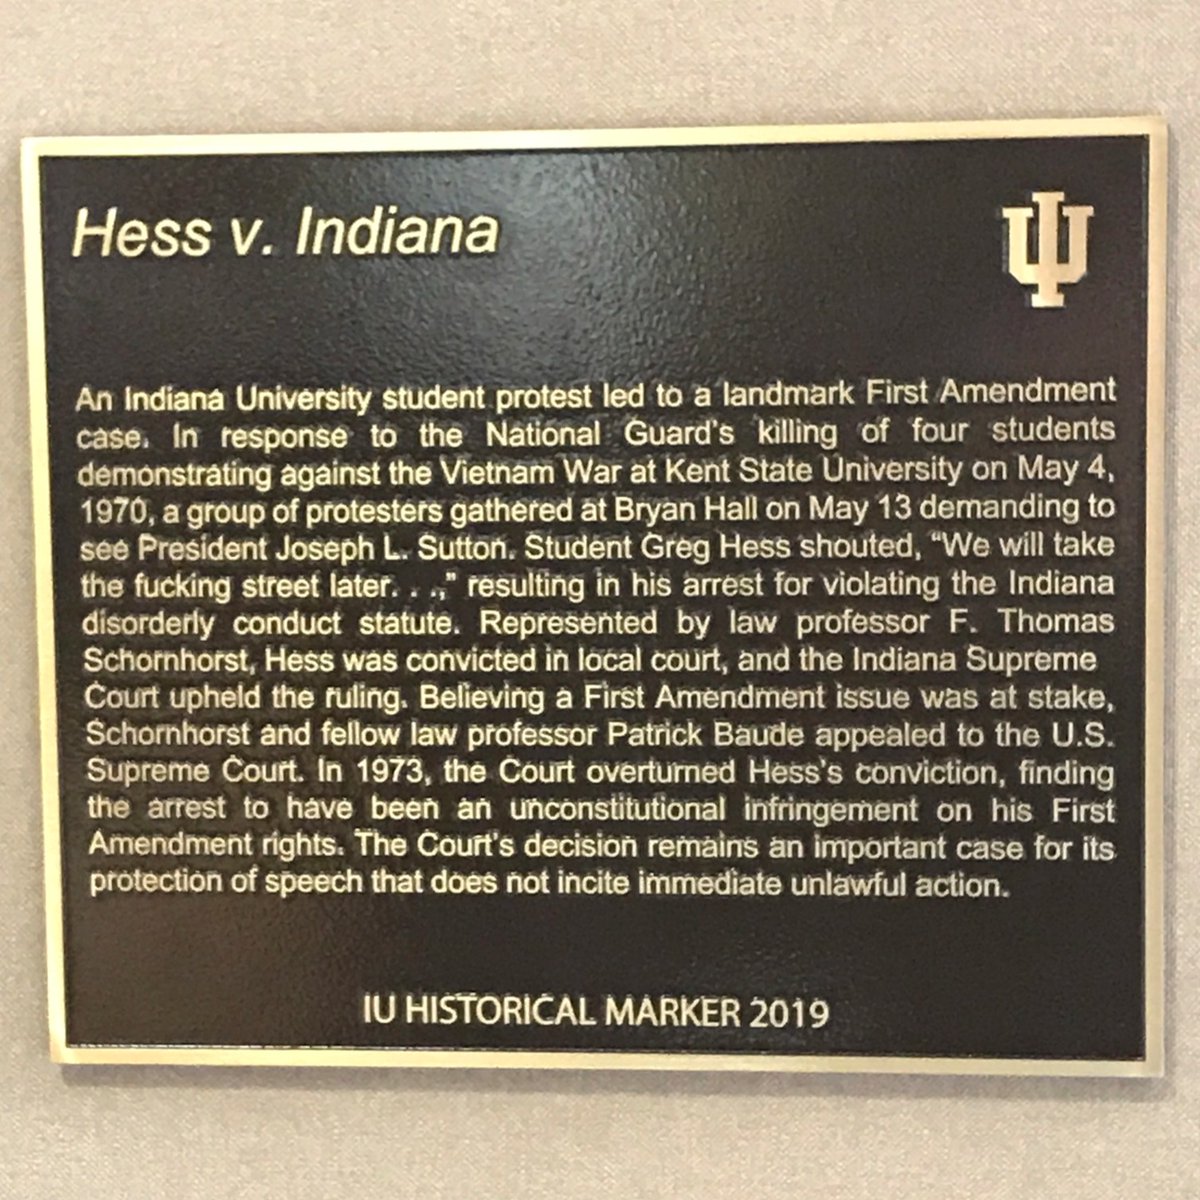 Hess v. Indiana
An Indiana University student protest led to a landmark First Amendment
case. In response to the National Guard's killing of four students
demonstrating against the Vietnam War at Kent State University on May 4,
1970, a group of protesters gathered at Bryan Hall on May 13 demanding to
see President Joseph L. Sutton. Student Greg Hess shouted, “We will take
the fucking street later. . .,” resulting in his arrest for violating the Indiana
disorderly conduct statute. Represented by law professor F. Thomas
Schornhorst, Hess was convicted in local court, and the Indiana Supreme
Court upheld the ruling. Believing a First Amendment issue was at stake,
Schornhorst and fellow law professor Patrick Baude appealed to the U.S.
Supreme Court. In 1973, the Court overturned Hess's conviction, finding
the arrest to have been an unconstitutional infringement on his First
Amendment rights. The Court's decision remains an important case for its
protection of speech that does not incite immediate unlawful action.
IU HISTORICAL MARKER 2019